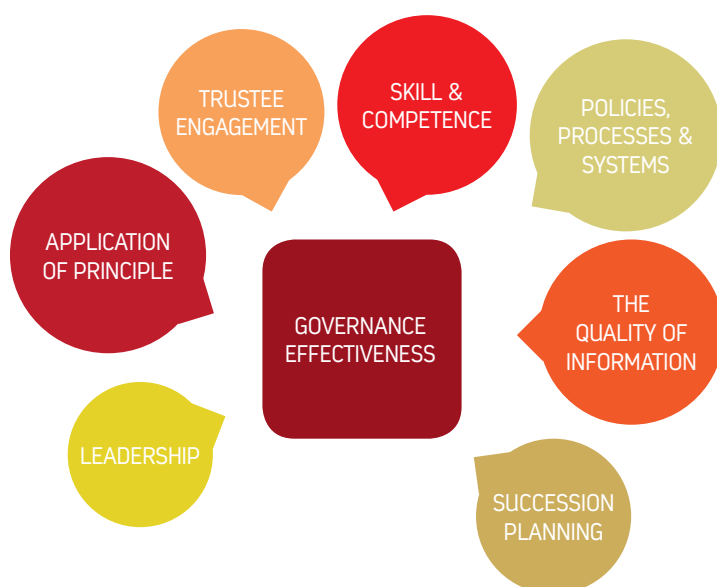 TRUSTEE
ENGAGEMENT
SKILL &
COMPETENCE
POLICIES,
PROCESSES &
SYSTEMS
APPLICATION
OF PRINCIPLE
GOVERNANCE
EFFECTIVENESS
THE
QUALITY OF
INFORMATION
LEADERSHIP
SUCCESSION
PLANNING